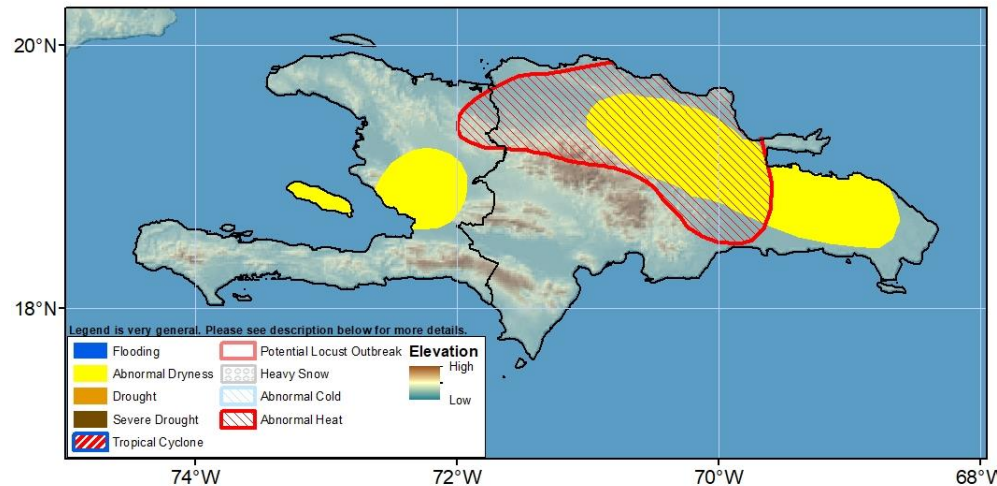 20°N
18°N
Legend is very general. Please see description below for more details.
Flooding
Abnormal Dryness
Drought
Severe Drought
Tropical Cyclone
Potential Locust Outbreak
Heavy Snow
Abnormal Cold
Abnormal Heat
Elevation
High
Low
74°W
72°W
70°W
68°W